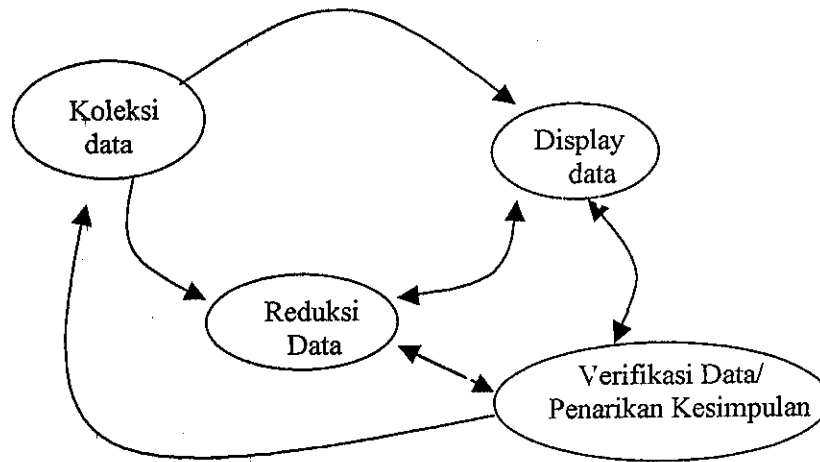 Koleksi
data
Display
data
Reduksi
Data
Verifikasi Data/
Penarikan Kesimpulan